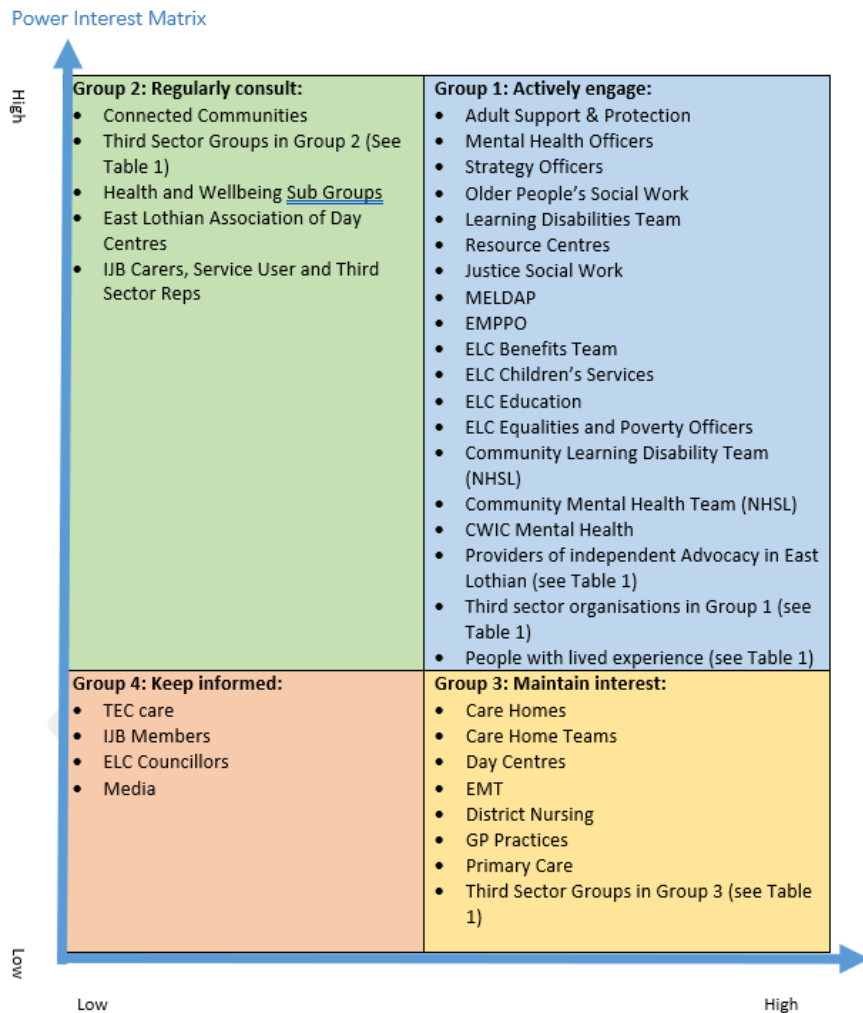 Power Interest Matrix
High
Group 2: Regularly consult:
• Connected Communities
• Third Sector Groups in Group 2 (See
Table 1)
• Health and Wellbeing Sub Groups
• East Lothian Association of Day
Centres
• IJB Carers, Service User and Third
Sector Reps
Group 1: Actively engage:
• Adult Support & Protection
• Mental Health Officers
• Strategy Officers
• Older People's Social Work
• Learning Disabilities Team
• Resource Centres
• Justice Social Work
• MELDAP
• EMPPO
• ELC Benefits Team
• ELC Children's Services
• ELC Education
• ELC Equalities and Poverty Officers
• Community Learning Disability Team
(NHSL)
• Community Mental Health Team (NHSL)
• CWIC Mental Health
• Providers of independent Advocacy in East
Lothian (see Table 1)
• Third sector organisations in Group 1 (see
Table 1)
• People with lived experience (see Table 1)
Group 4: Keep informed:
• TEC care
• IJB Members
• ELC Councillors
• Media
Group 3: Maintain interest:
• Care Homes
• Care Home Teams
• Day Centres
• EMT
• District Nursing
• GP Practices
• Primary Care
• Third Sector Groups in Group 3 (see Table
1)
Low
Low
High